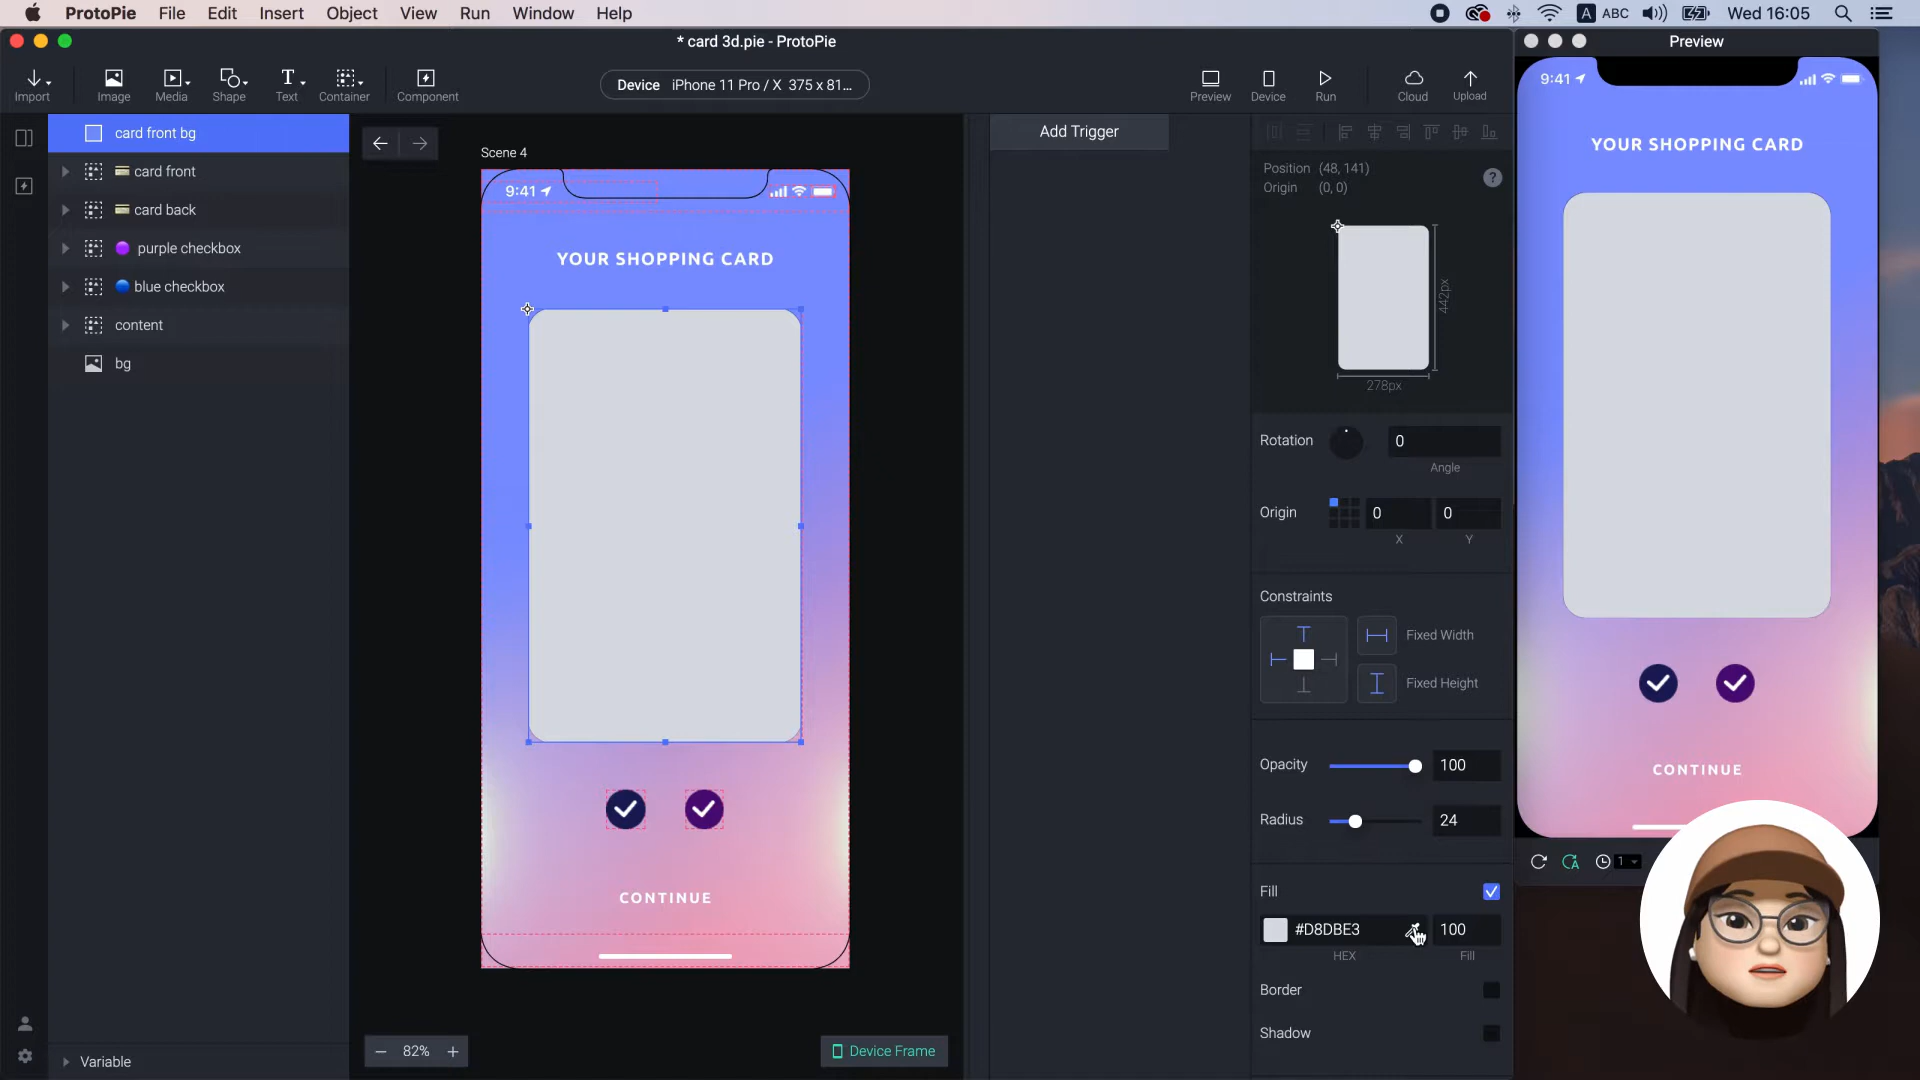 ProtoPie File Edit Insert Object View Run Window Help
A ABC Wed 16:05
* card 3d.pie - ProtoPie
Preview
Import Image Media Shape Text Container Component
Device iPhone 11 Pro / X 375 x 81...
Preview Device Run Cloud Upload
card front bg
card front
card back
purple checkbox
blue checkbox
content
bg
Variable
Scene 4
9:41
YOUR SHOPPING CARD
CONTINUE
82%
Device Frame
Add Trigger
Position (48, 141)
Origin (0, 0)
?
442px
278px
Rotation 0
Angle
Origin 0 0
X Y
Constraints
Fixed Width
Fixed Height
Opacity 100
Radius 24
Fill
#D8DBE3 100
HEX Fill
Border
Shadow
9:41
YOUR SHOPPING CARD
CONTINUE
A 1